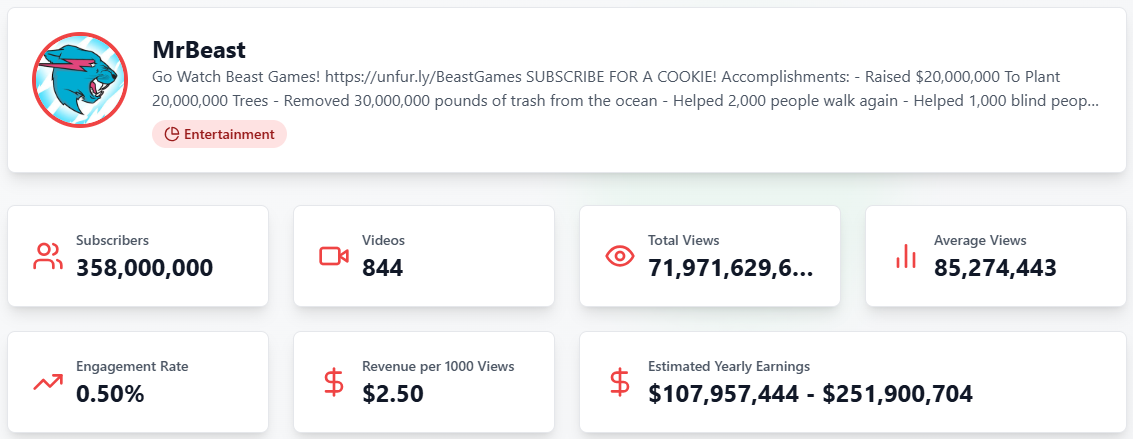 MrBeast
Go Watch Beast Games! https://unfur.ly/BeastGames SUBSCRIBE FOR A COOKIE! Accomplishments: - Raised $20,000,000 To Plant
20,000,000 Trees - Removed 30,000,000 pounds of trash from the ocean - Helped 2,000 people walk again - Helped 1,000 blind peop...
Entertainment
Subscribers
358,000,000
Videos
844
Total Views
71,971,629,6...
Average Views
85,274,443
Engagement Rate
0.50%
Revenue per 1000 Views
$2.50
Estimated Yearly Earnings
$107,957,444 - $251,900,704